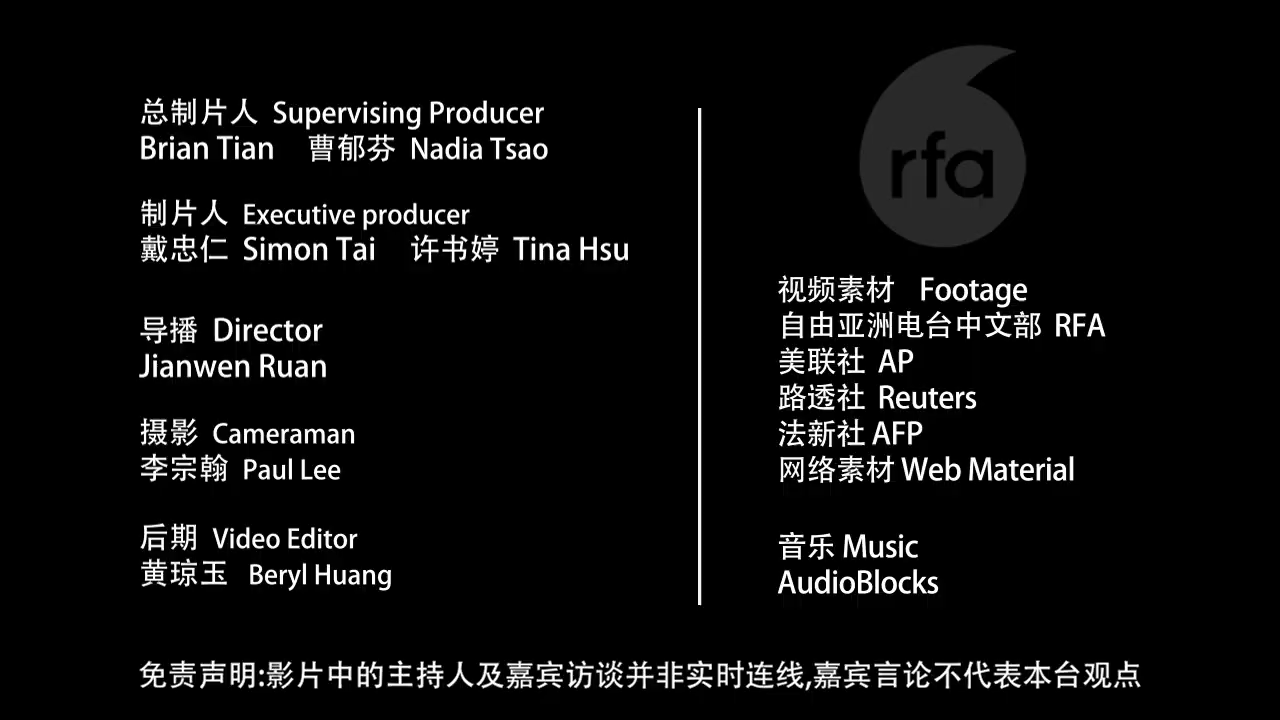 总制片人 Supervising Producer
Brian Tian 曹郁芬 Nadia Tsao
制片人 Executive producer
戴忠仁 Simon Tai 许书婷 Tina Hsu
导播 Director
Jianwen Ruan
摄影 Cameraman
李宗翰 Paul Lee
后期 Video Editor
黄琼玉 Beryl Huang
rfa
视频素材 Footage
自由亚洲电台中文部 RFA
美联社 AP
路透社 Reuters
法新社 AFP
网络素材 Web Material
音乐 Music
AudioBlocks
免责声明:影片中的主持人及嘉宾访谈并非实时连线,嘉宾言论不代表本台观点